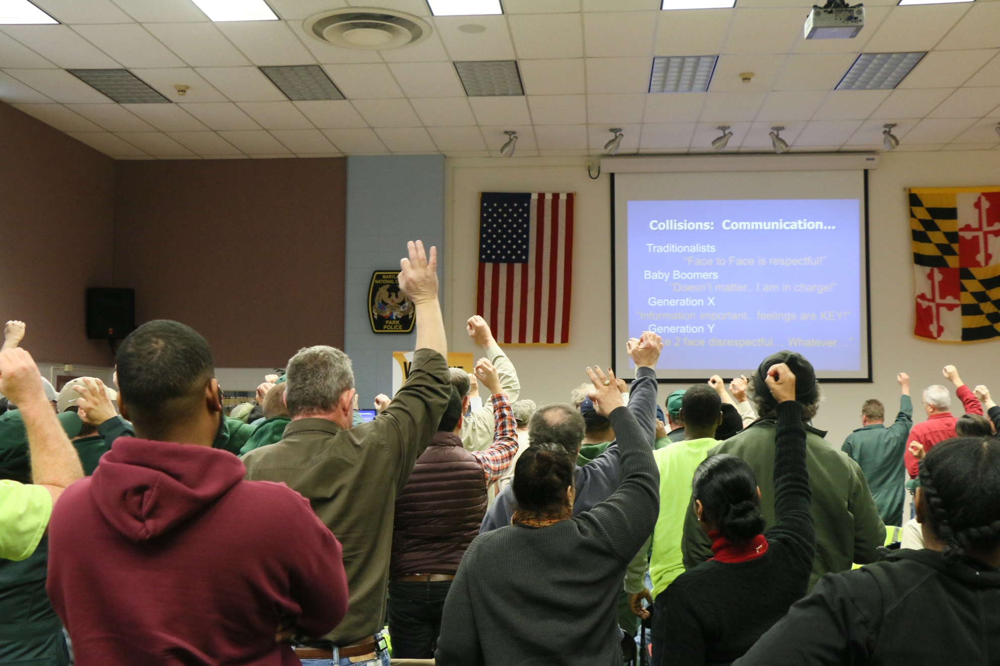 Collisions: Communication...
Traditionalists
"Face to Face is respectful!"
Baby Boomers
"Doesn't matter.. I am in charge!"
Generation X
"Information important.. feelings are KEY!"
Generation Y
2 face disrespectful... Whatever..."
NATIONAL
PARK
POLICE